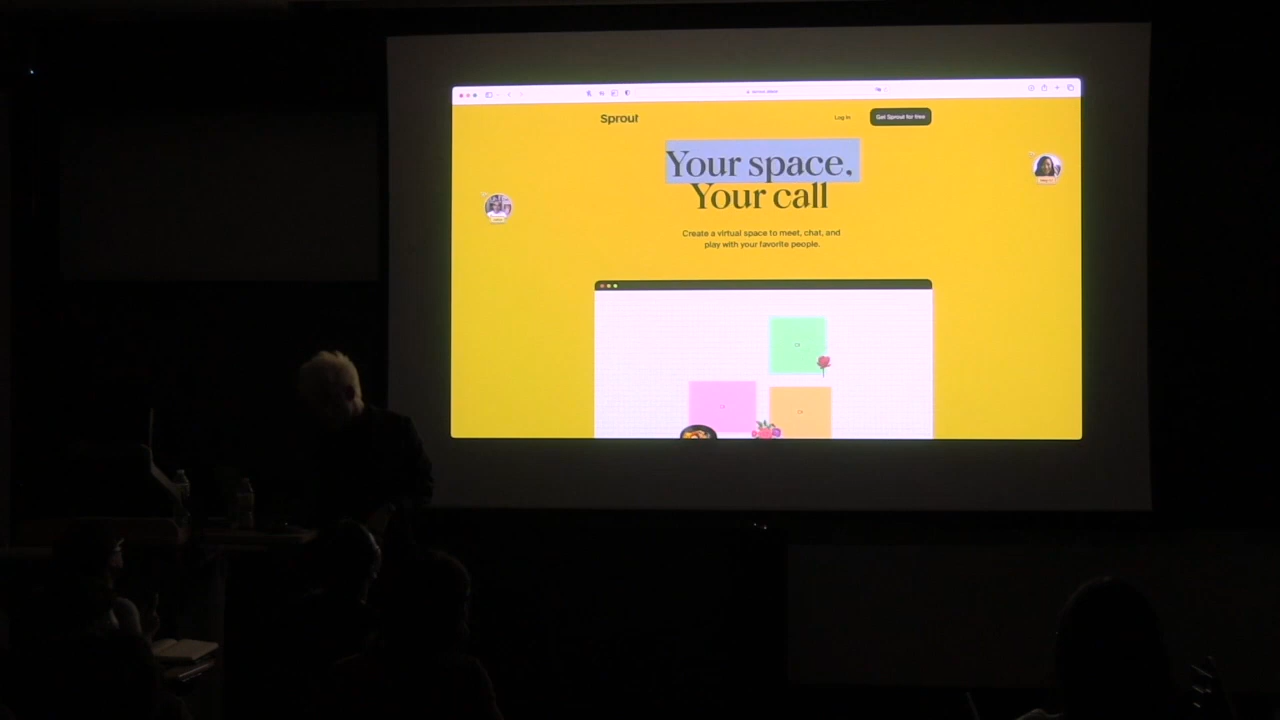 Sprout
Log in
Get Sprout for free
Your space,
Your call
Create a virtual space to meet, chat, and
play with your favorite people.